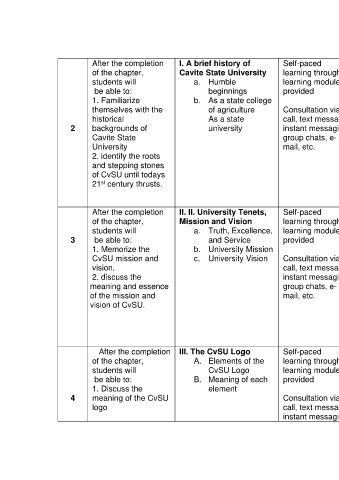 2
After the completion
of the chapter,
students will
be able to:
1. Familiarize
themselves with the
historical
backgrounds of
Cavite State
University
2. identify the roots
and stepping stones
of CvSU until todays
21st century thrusts.
I. A brief history of
Cavite State University
a. Humble
beginnings
b. As a state college
of agriculture
As a state
university
Self-paced
learning through
learning module
provided
Consultation via
call, text messa
instant messagi
group chats, e-
mail, etc.
3
After the completion
of the chapter,
students will
be able to:
1. Memorize the
CvSU mission and
vision,
2. discuss the
meaning and essence
of the mission and
vision of CvSU.
II. II. University Tenets,
Mission and Vision
a. Truth, Excellence,
and Service
b. University Mission
c. University Vision
Self-paced
learning through
learning module
provided
Consultation via
call, text messa
instant messagi
group chats, e-
mail, etc.
4
After the completion
of the chapter,
students will
be able to:
1. Discuss the
meaning of the CvSU
logo
III. The CvSU Logo
A. Elements of the
CvSU Logo
B. Meaning of each
element
Self-paced
learning through
learning module
provided
Consultation via
call, text messa
instant messagi